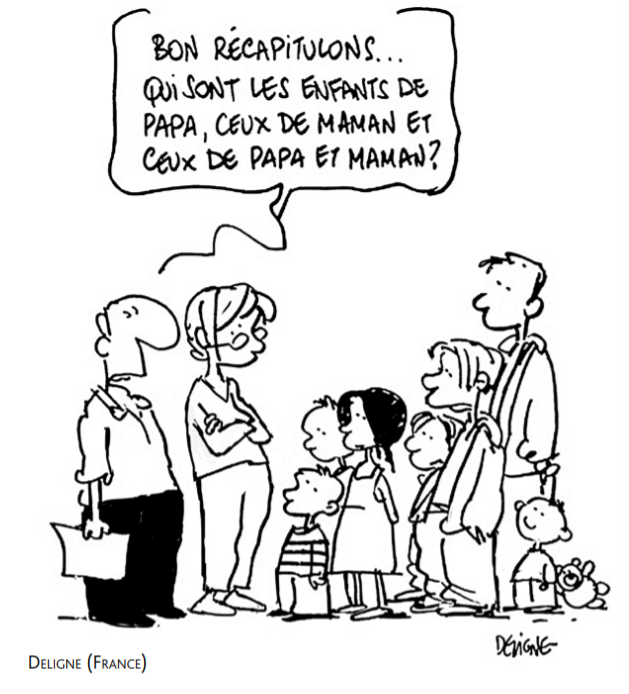 BON RÉCAPITULONS...
QUI SONT LES ENFANTS DE
PAPA, CEUX DE MAMAN ET
CEUX DE PAPA ET MAMAN?
DELIGNE
DELIGNE (FRANCE)